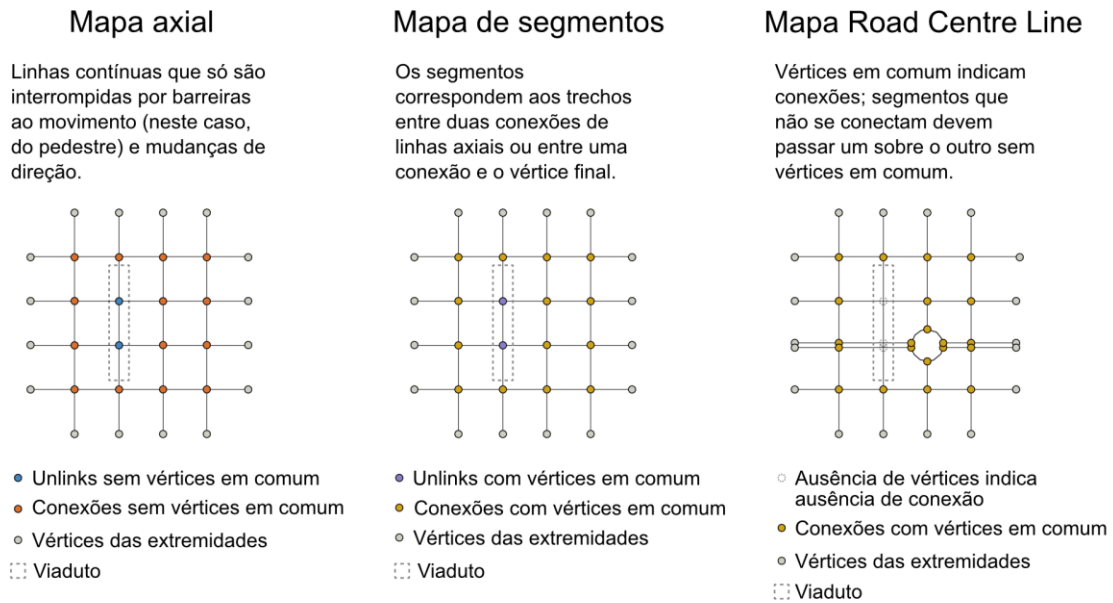 Mapa axial
Linhas contínuas que só são
interrompidas por barreiras
ao movimento (neste caso,
do pedestre) e mudanças de
direção.
Unlinks sem vértices em comum
Conexões sem vértices em comum
Vértices das extremidades
Viaduto
Mapa de segmentos
Os segmentos
correspondem aos trechos
entre duas conexões de
linhas axiais ou entre uma
conexão e o vértice final.
Unlinks com vértices em comum
Conexões com vértices em comum
Vértices das extremidades
Viaduto
Mapa Road Centre Line
Vértices em comum indicam
conexões; segmentos que
não se conectam devem
passar um sobre o outro sem
vértices em comum.
Ausência de vértices indica
ausência de conexão
Conexões com vértices em comum
Vértices das extremidades
Viaduto